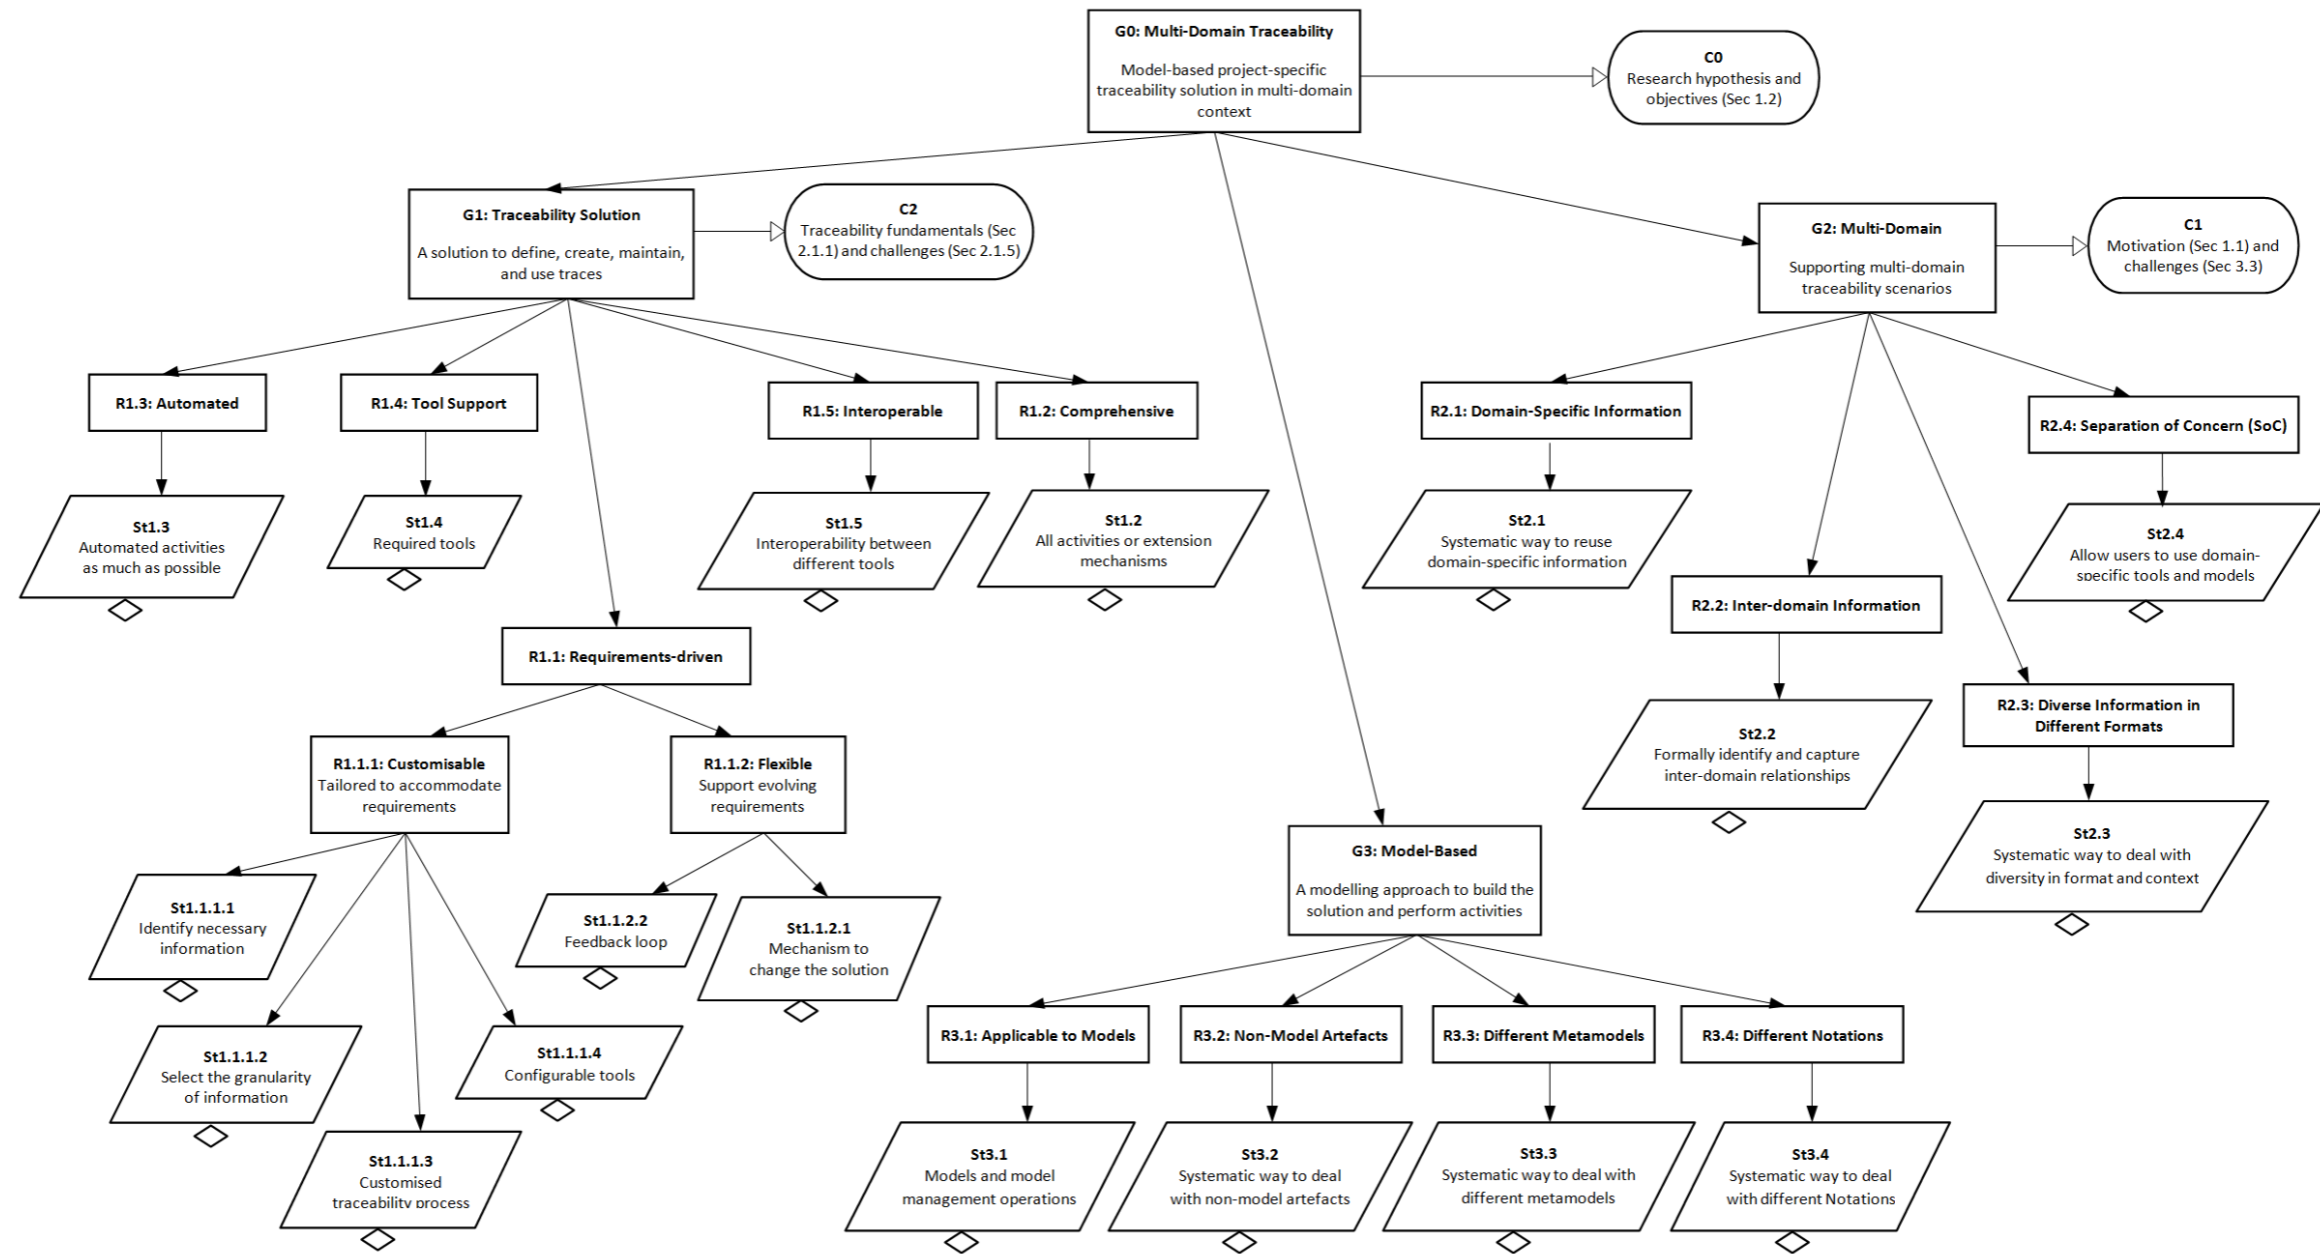 G0: Multi-Domain Traceability
Model-based project-specific
traceability solution in multi-domain
context
C0
Research hypothesis and
objectives (Sec 1.2)
G1: Traceability Solution
A solution to define, create, maintain,
and use traces
C2
Traceability fundamentals (Sec
2.1.1) and challenges (Sec 2.1.5)
G2: Multi-Domain
Supporting multi-domain
traceability scenarios
C1
Motivation (Sec 1.1) and
challenges (Sec 3.3)
R1.3: Automated
R1.4: Tool Support
R1.5: Interoperable
R1.2: Comprehensive
R2.1: Domain-Specific Information
R2.4: Separation of Concern (SoC)
St1.3
Automated activities
as much as possible
St1.4
Required tools
St1.5
Interoperability between
different tools
St1.2
All activities or extension
mechanisms
St2.1
Systematic way to reuse
domain-specific information
St2.4
Allow users to use domain-
specific tools and models
R2.2: Inter-domain Information
R1.1: Requirements-driven
R2.3: Diverse Information in
Different Formats
St2.2
Formally identify and capture
inter-domain relationships
R1.1.1: Customisable
Tailored to accommodate
requirements
R1.1.2: Flexible
Support evolving
requirements
St2.3
Systematic way to deal with
diversity in format and context
G3: Model-Based
A modelling approach to build the
solution and perform activities
St1.1.1.1
Identify necessary
information
St1.1.2.2
Feedback loop
St1.1.2.1
Mechanism to
change the solution
R3.1: Applicable to Models
R3.2: Non-Model Artefacts
R3.3: Different Metamodels
R3.4: Different Notations
St1.1.1.2
Select the granularity
of information
St1.1.1.4
Configurable tools
St1.1.1.3
Customised
traceability process
St3.1
Models and model
management operations
St3.2
Systematic way to deal
with non-model artefacts
St3.3
Systematic way to deal with
different metamodels
St3.4
Systematic way to deal
with different Notations